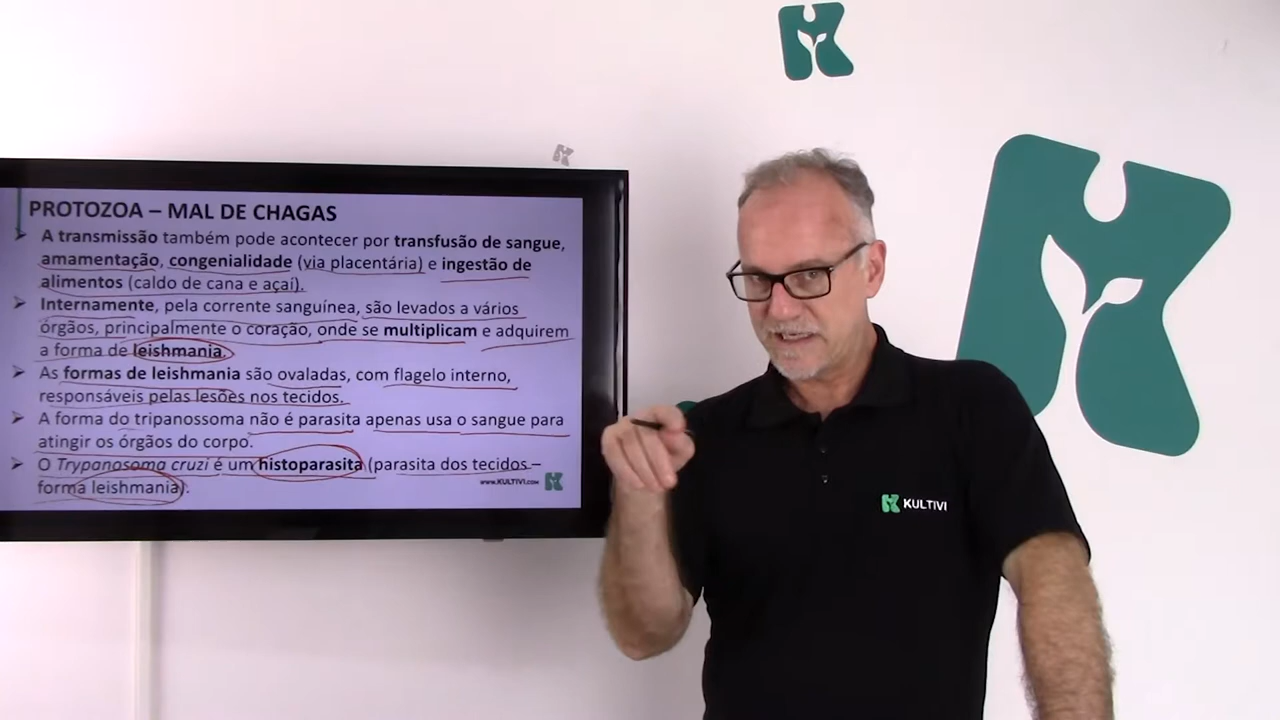 PROTOZOA – MAL DE CHAGAS
➢ A transmissão também pode acontecer por transfusão de sangue,
amamentação, congenialidade (via placentária) e ingestão de
alimentos (caldo de cana e açaí).
➢ Internamente, pela corrente sanguínea, são levados a vários
órgãos, principalmente o coração, onde se multiplicam e adquirem
a forma de leishmania.
➢ As formas de leishmania são ovaladas, com flagelo interno,
responsáveis pelas lesões nos tecidos.
➢ A forma do tripanossoma não é parasita apenas usa o sangue para
atingir os órgãos do corpo.
➢ O Trypanosoma cruzi é um histoparasita (parasita dos tecidos –
forma leishmania).
www.KULTIVI.com
KULTIVI